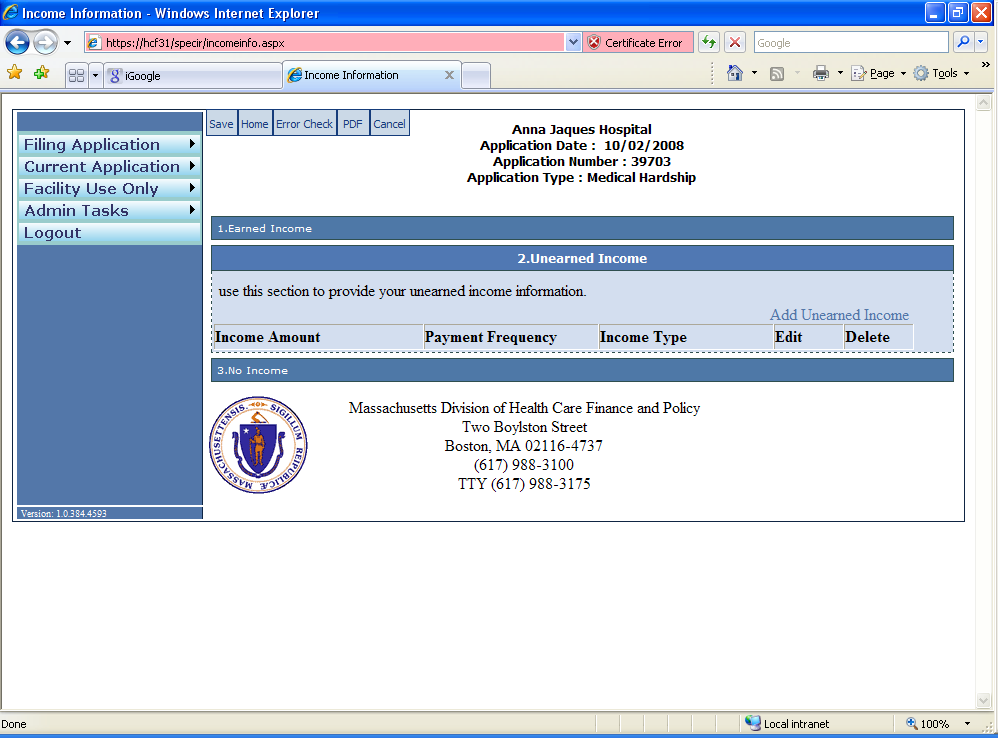 Income Information - Windows Internet Explorer
https://hcf31/specir/incomeinfo.aspx
Certificate Error
Google
iGoogle
Income Information
Page
Tools
Filing Application
Current Application
Facility Use Only
Admin Tasks
Logout
Save Home Error Check PDF Cancel
Anna Jaques Hospital
Application Date : 10/02/2008
Application Number : 39703
Application Type : Medical Hardship
1.Earned Income
2.Unearned Income
use this section to provide your unearned income information.
Add Unearned Income
Income Amount Payment Frequency Income Type Edit Delete
3.No Income
Massachusetts Division of Health Care Finance and Policy
Two Boylston Street
Boston, MA 02116-4737
(617) 988-3100
TTY (617) 988-3175
SIGILLUM REIPUBLICÆ MASSACHUSETTENSIS
Version: 1.0.384.4593
Done
Local intranet
100%